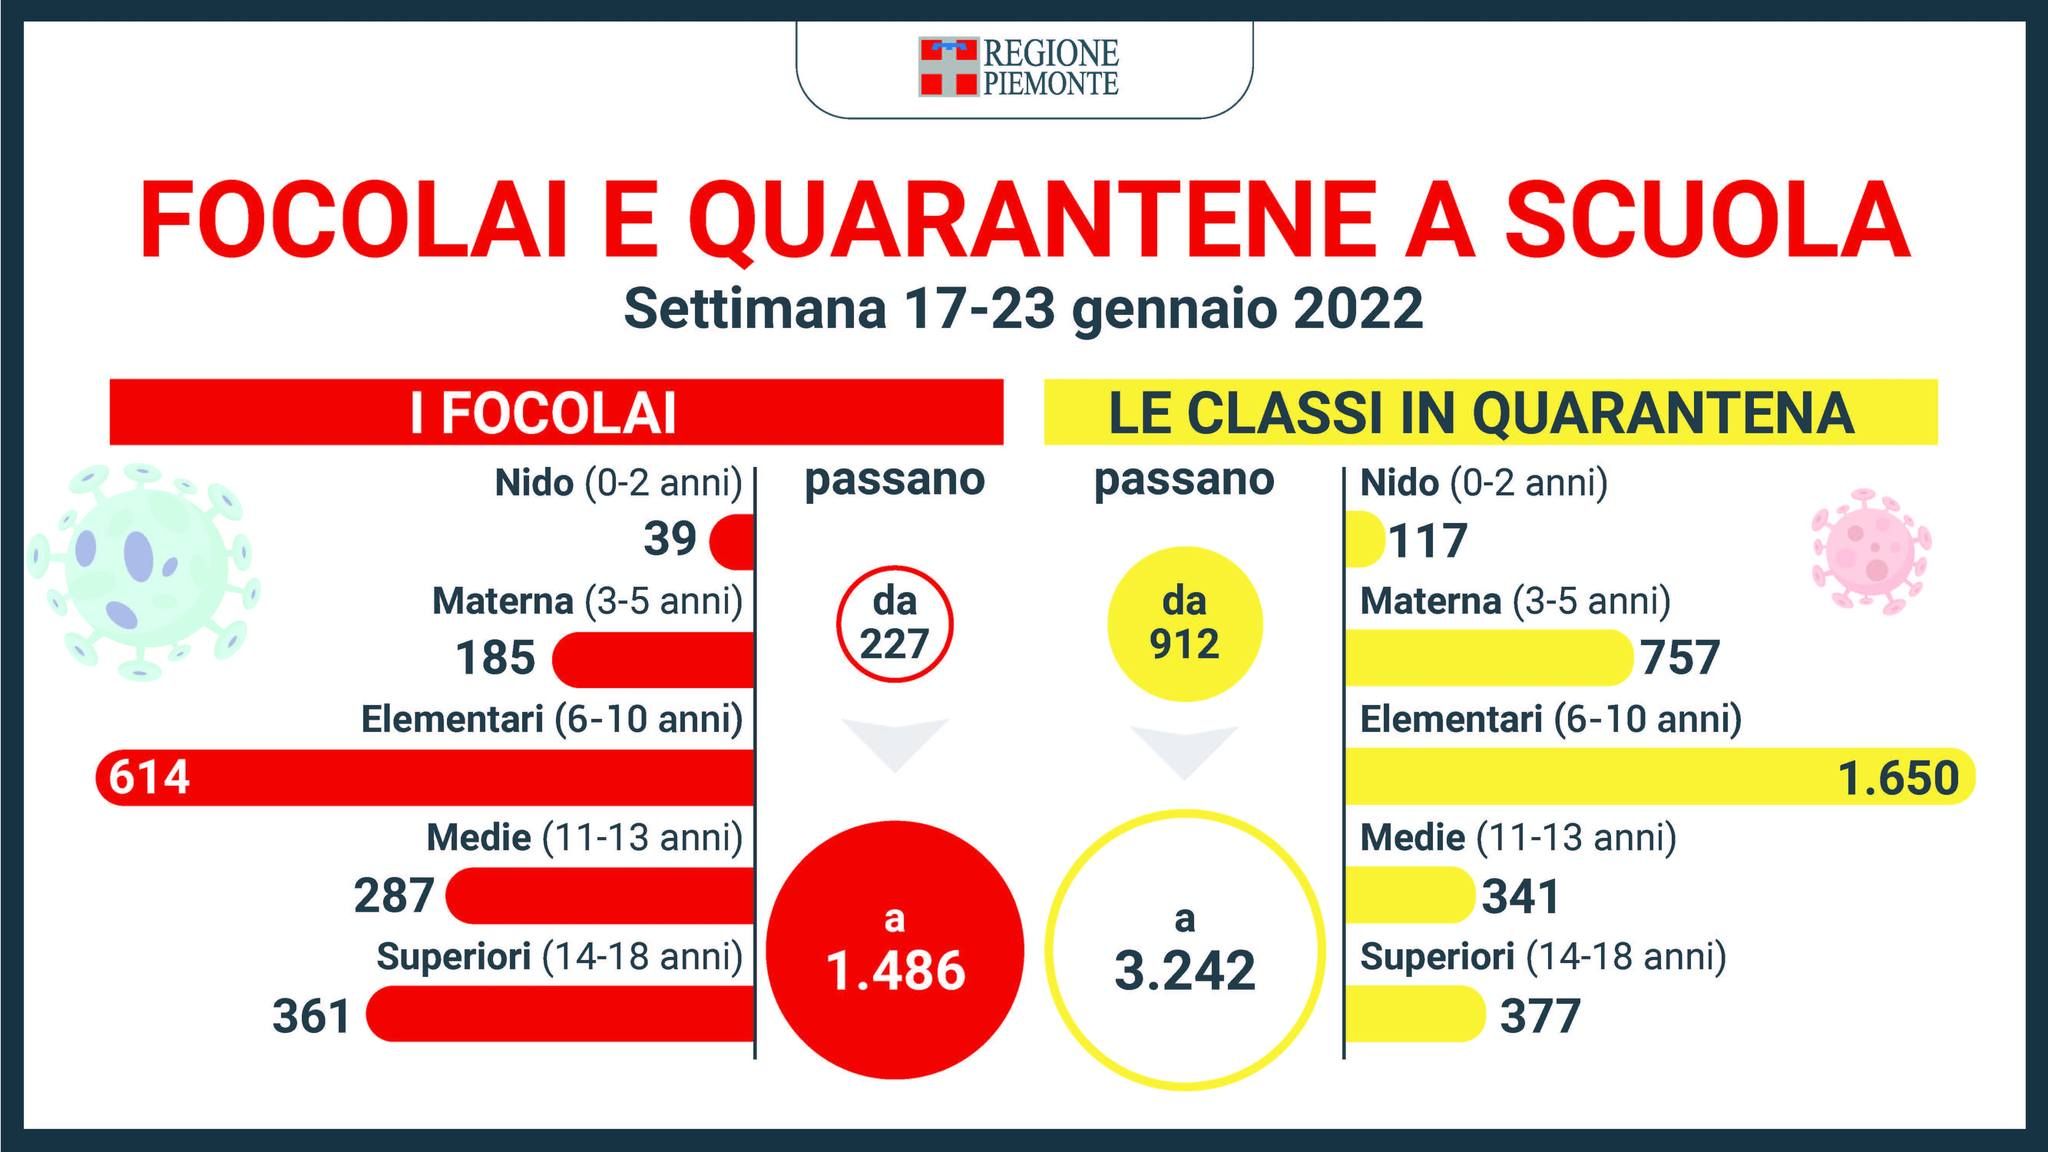 REGIONE
PIEMONTE
FOCOLAI E QUARANTENE A SCUOLA
Settimana 17-23 gennaio 2022
I FOCOLAI
Nido (0-2 anni)
39
Materna (3-5 anni)
185
Elementari (6-10 anni)
614
Medie (11-13 anni)
287
Superiori (14-18 anni)
361
passano
da
227
a
1.486
LE CLASSI IN QUARANTENA
passano
da
912
a
3.242
Nido (0-2 anni)
117
Materna (3-5 anni)
757
Elementari (6-10 anni)
1.650
Medie (11-13 anni)
341
Superiori (14-18 anni)
377